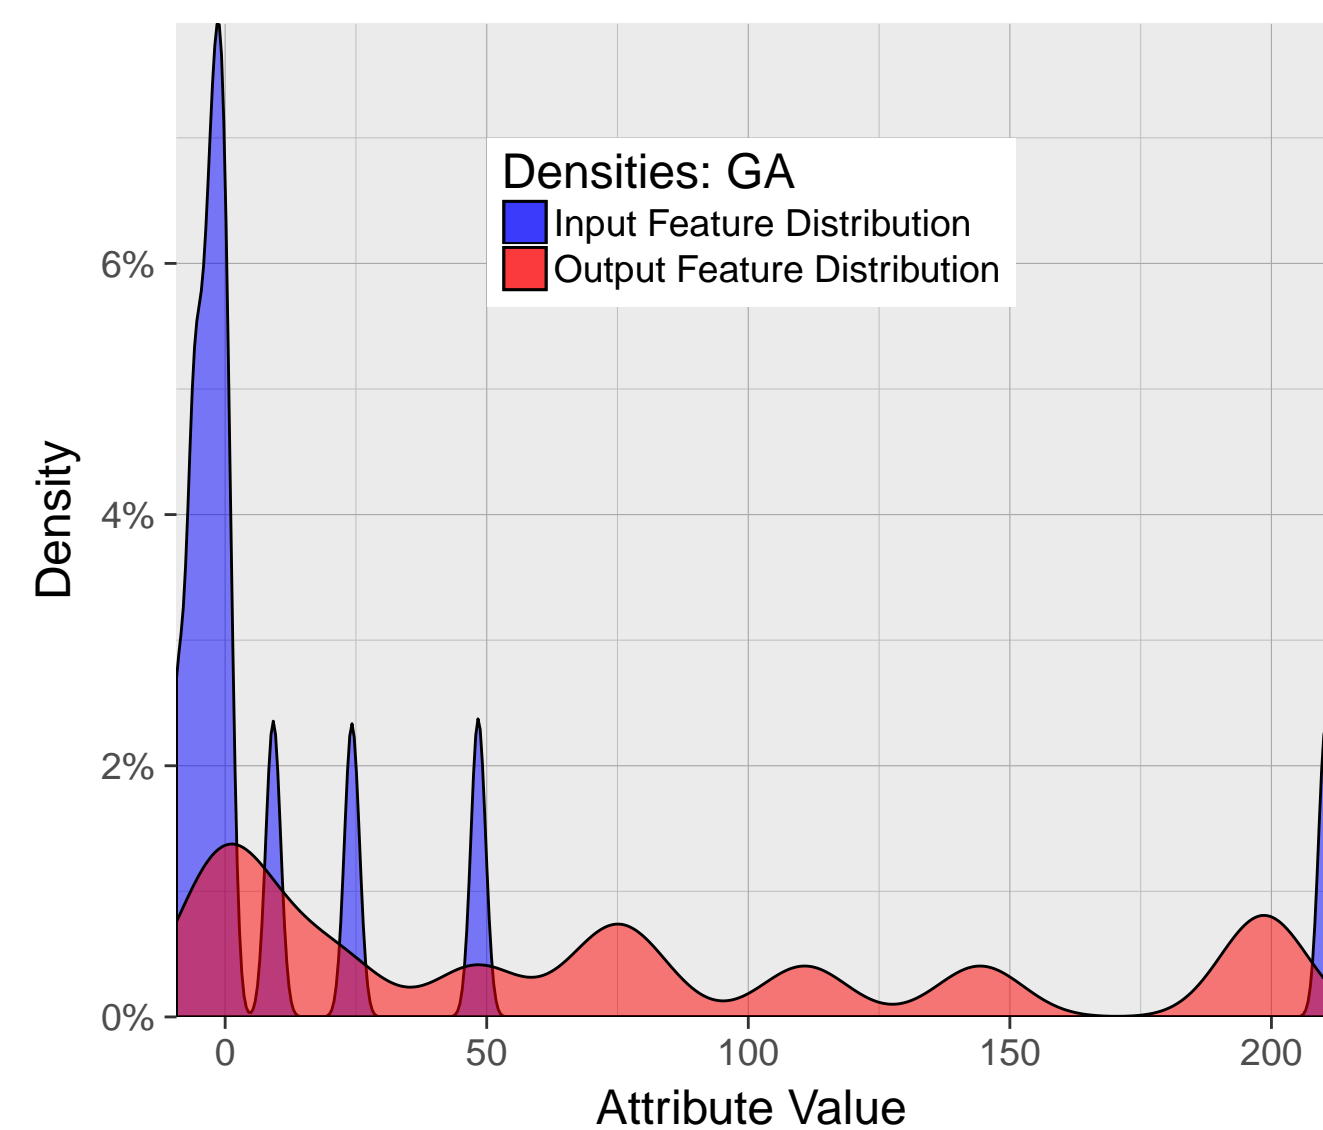 Densities: GA
Input Feature Distribution
Output Feature Distribution
6%
4%
2%
0%
Density
0 50 100 150 200
Attribute Value